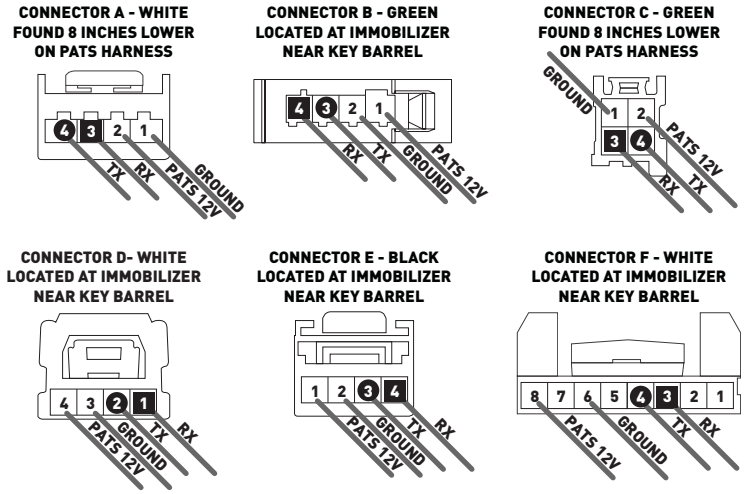 CONNECTOR A - WHITE
FOUND 8 INCHES LOWER
ON PATS HARNESS
4 3 2 1
TX
RX
PATS 12V
GROUND
CONNECTOR B - GREEN
LOCATED AT IMMOBILIZER
NEAR KEY BARREL
4 3 2 1
RX
TX
GROUND
PATS 12V
CONNECTOR C - GREEN
FOUND 8 INCHES LOWER
ON PATS HARNESS
GROUND
1 2
3 4
PATS 12V
TX
RX
CONNECTOR D- WHITE
LOCATED AT IMMOBILIZER
NEAR KEY BARREL
4 3 2 1
PATS 12V
GROUND
TX
RX
CONNECTOR E - BLACK
LOCATED AT IMMOBILIZER
NEAR KEY BARREL
1 2 3 4
PATS 12V
GROUND
TX
RX
CONNECTOR F - WHITE
LOCATED AT IMMOBILIZER
NEAR KEY BARREL
8 7 6 5 4 3 2 1
PATS 12V
GROUND
TX
RX